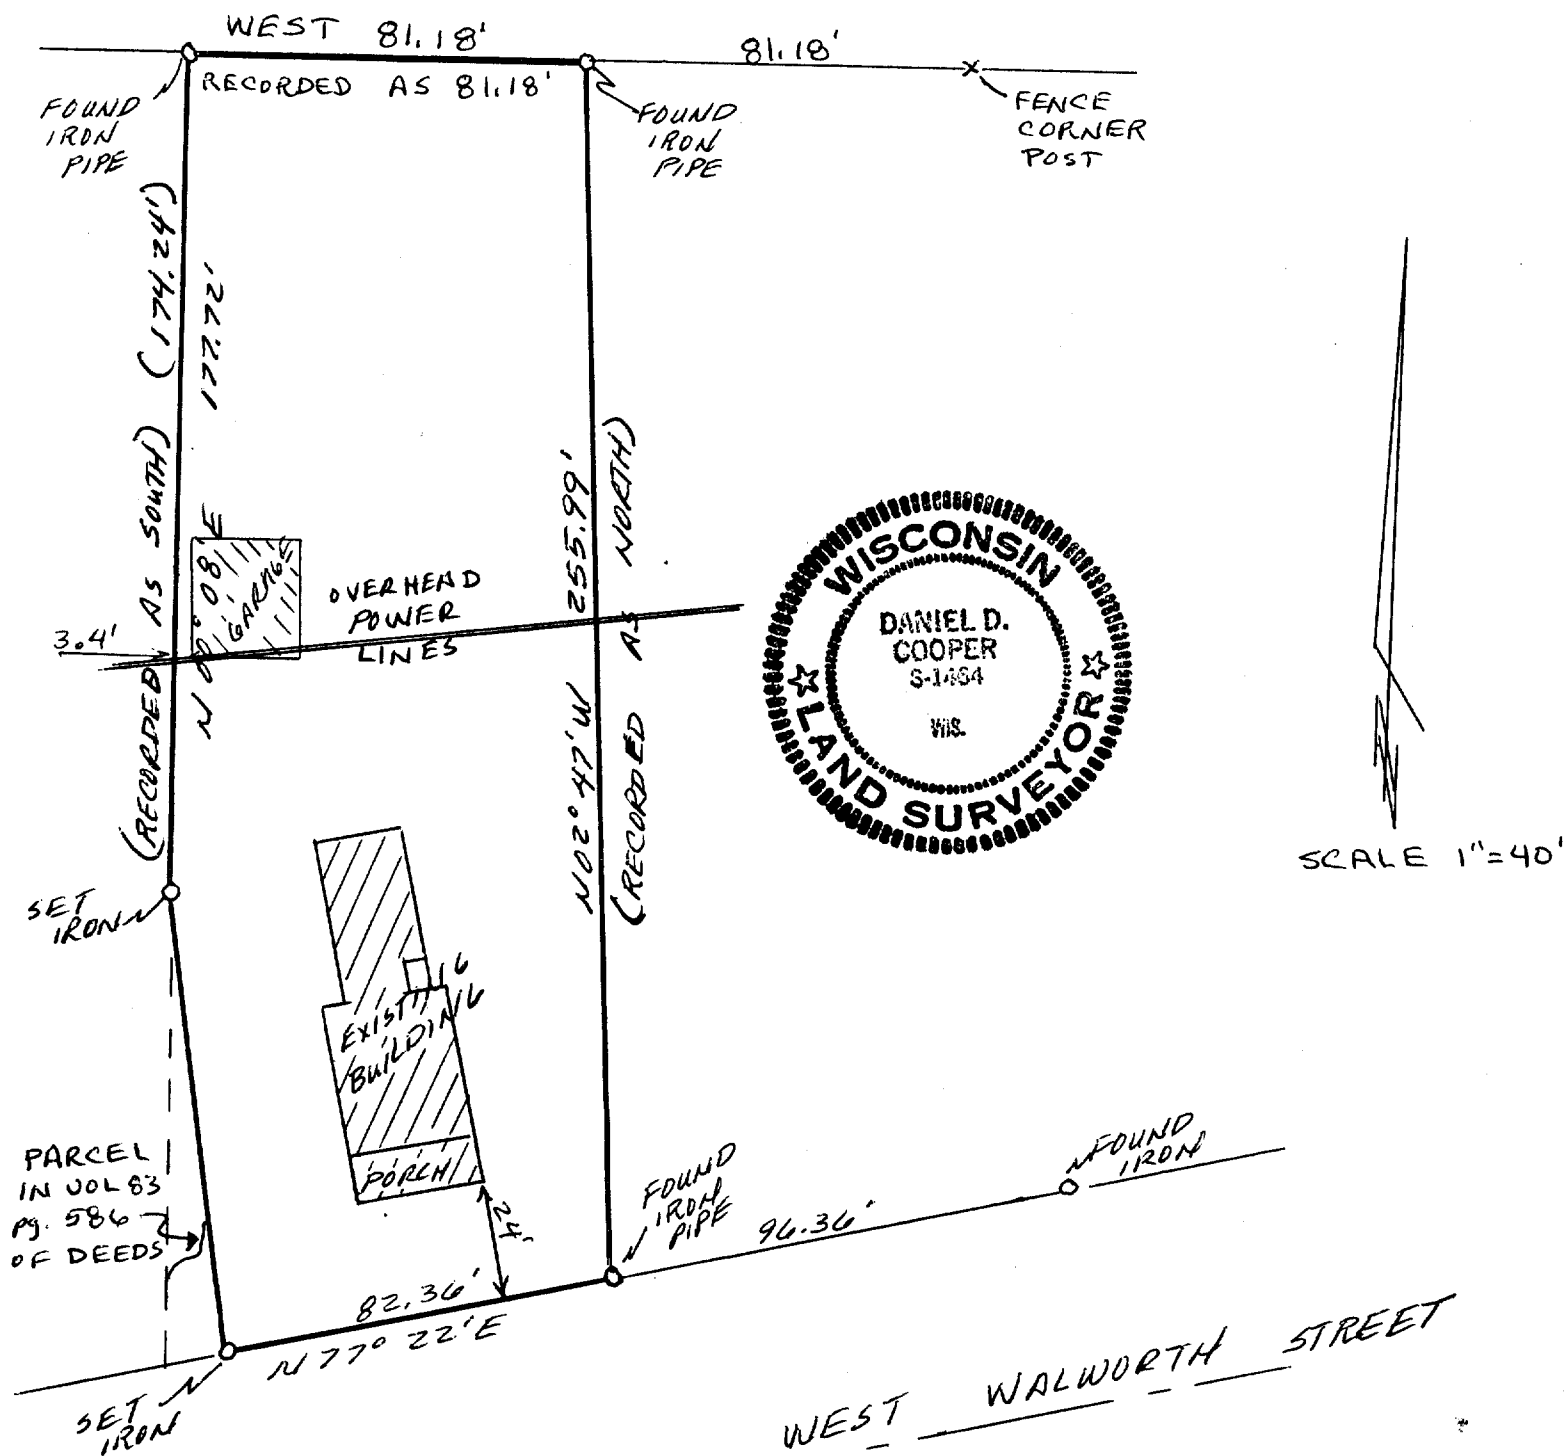 WEST 81.18'
81.18'
RECORDED AS 81.18'
FOUND
IRON
PIPE
FOUND
IRON
PIPE
FENCE
CORNER
POST
(RECORDED AS SOUTH) (174.24')
N 00° 08' E 177.72'
GARAGE
3.4'
OVERHEAD
POWER
LINES
N02° 47' W 255.99'
(RECORDED AS NORTH)
WISCONSIN
DANIEL D.
COOPER
S-1464
WIS.
LAND SURVEYOR
N
SCALE 1"=40'
SET
IRON
EXISTING
BUILDING
PORCH
24'
PARCEL
IN VOL 83
pg. 586
OF DEEDS
FOUND
IRON
PIPE
FOUND
IRON
96.36'
82.36'
N 77° 22' E
SET
IRON
WEST WALWORTH STREET